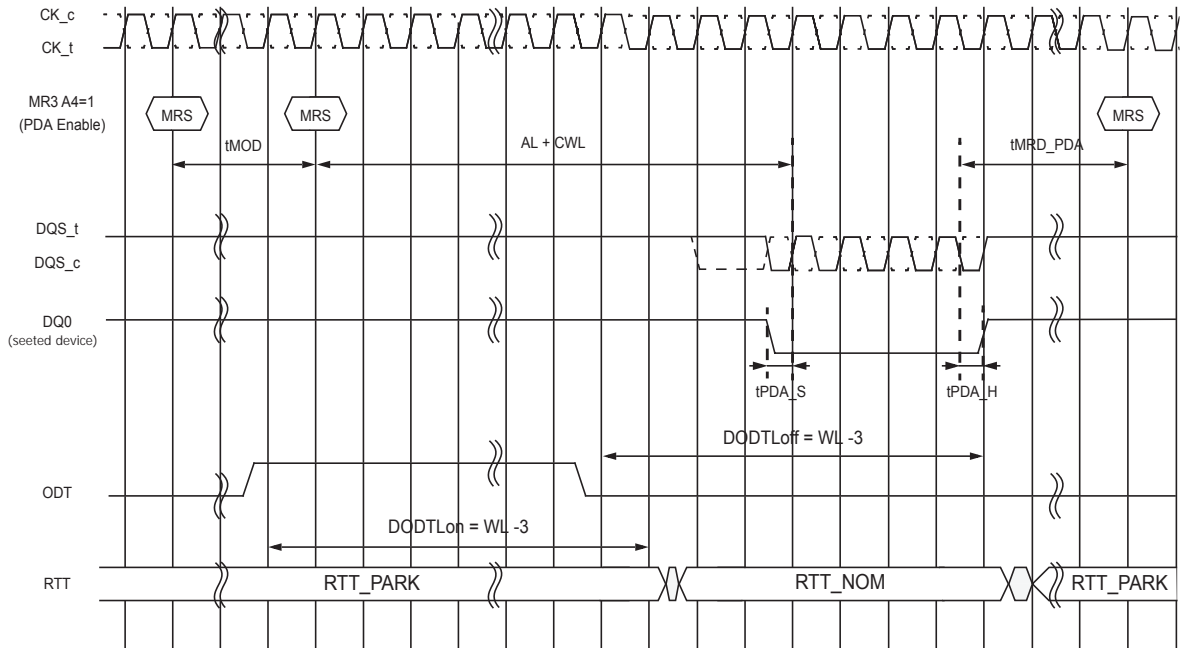 CK_c
CK_t
MR3 A4=1
(PDA Enable)
MRS
MRS
MRS
tMOD
AL + CWL
tMRD_PDA
DQS_t
DQS_c
DQ0
(seeted device)
tPDA_S
tPDA_H
DODTLoff = WL -3
ODT
DODTLon = WL -3
RTT
RTT_PARK
RTT_NOM
RTT_PARK